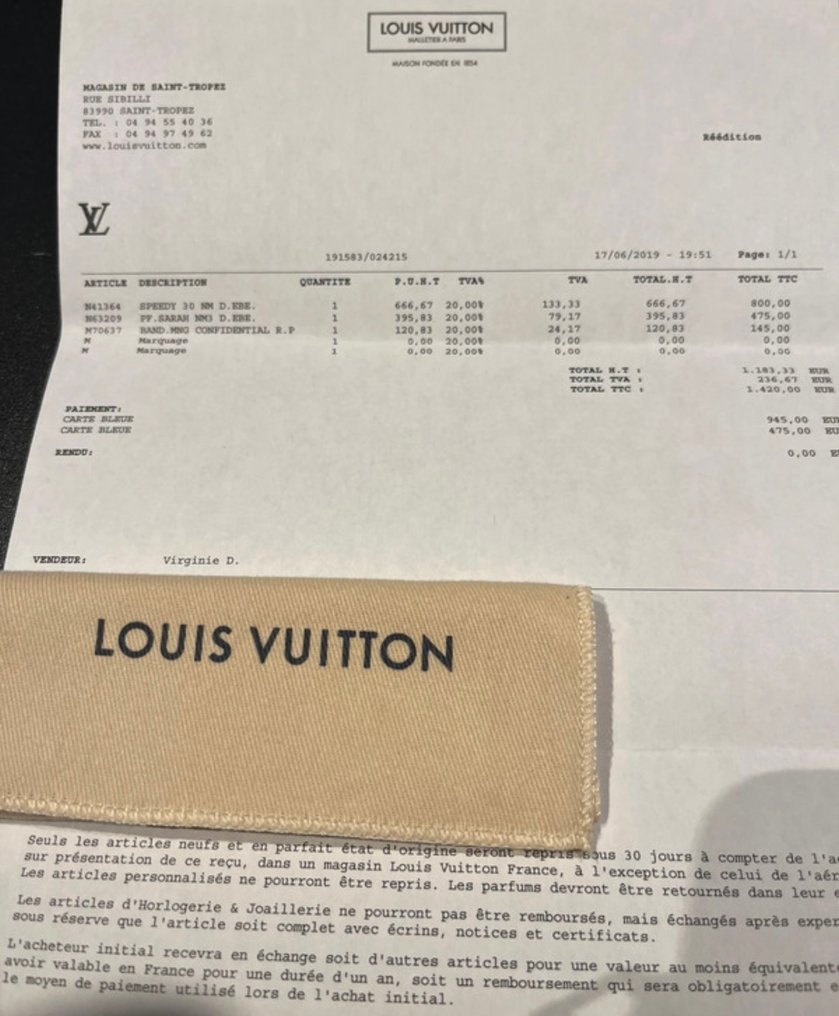 LOUIS VUITTON
MALLETIER A PARIS
MAISON FONDÉE EN 1854
MAGASIN DE SAINT-TROPEZ
RUE SIBILLI
83990 SAINT-TROPEZ
TEL. : 04 94 55 40 36
FAX : 04 94 97 49 62
www.louisvuitton.com
Réédition
LV
191583/024215 17/06/2019 - 19:51 Page: 1/1
ARTICLE DESCRIPTION QUANTITE P.U.H.T TVA% TVA TOTAL.H.T TOTAL TTC
N41364 SPEEDY 30 NM D.EBE. 1 666,67 20,00% 133,33 666,67 800,00
N63209 PF.SARAH NM3 D.EBE. 1 395,83 20,00% 79,17 395,83 475,00
M70637 BAND.MNG CONFIDENTIAL R.P 1 120,83 20,00% 24,17 120,83 145,00
M Marquage 1 0,00 20,00% 0,00 0,00 0,00
M Marquage 1 0,00 20,00% 0,00 0,00 0,00
TOTAL H.T : 1.183,33 EUR
TOTAL TVA : 236,67 EUR
TOTAL TTC : 1.420,00 EUR
PAIEMENT:
CARTE BLEUE 945,00 EU
CARTE BLEUE 475,00 EU
RENDU: 0,00 E
VENDEUR: Virginie D.
LOUIS VUITTON
Seuls les articles neufs et en parfait état d'origine seront repris sous 30 jours à compter de l'a
sur présentation de ce reçu, dans un magasin Louis Vuitton France, à l'exception de celui de l'aér
Les articles personnalisés ne pourront être repris. Les parfums devront être retournés dans leur e
Les articles d'Horlogerie & Joaillerie ne pourront pas être remboursés, mais échangés après exper
sous réserve que l'article soit complet avec écrins, notices et certificats.
L'acheteur initial recevra en échange soit d'autres articles pour une valeur au moins équivalent
avoir valable en France pour une durée d'un an, soit un remboursement qui sera obligatoirement e
le moyen de paiement utilisé lors de l'achat initial.